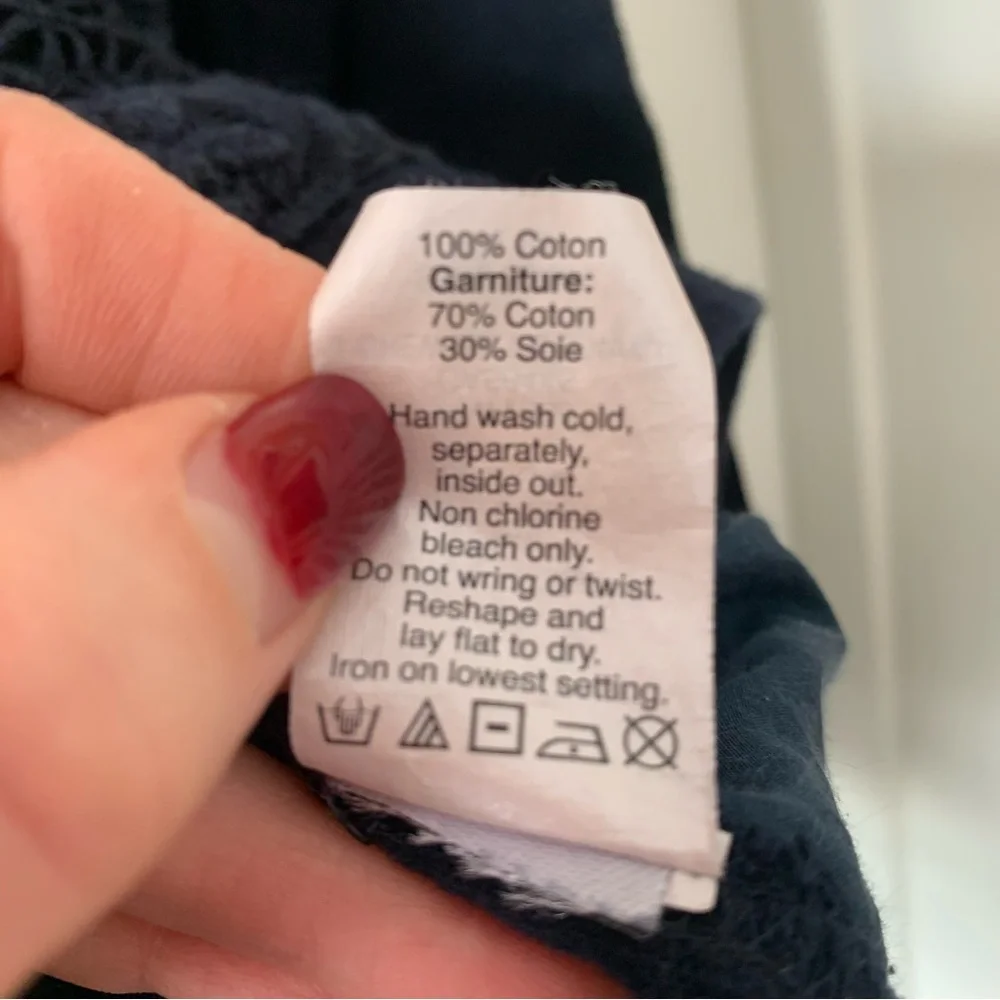 100% Coton
Garniture:
70% Coton
30% Soie
Hand wash cold,
separately,
inside out.
Non chlorine
bleach only.
Do not wring or twist.
Reshape and
lay flat to dry.
Iron on lowest setting.